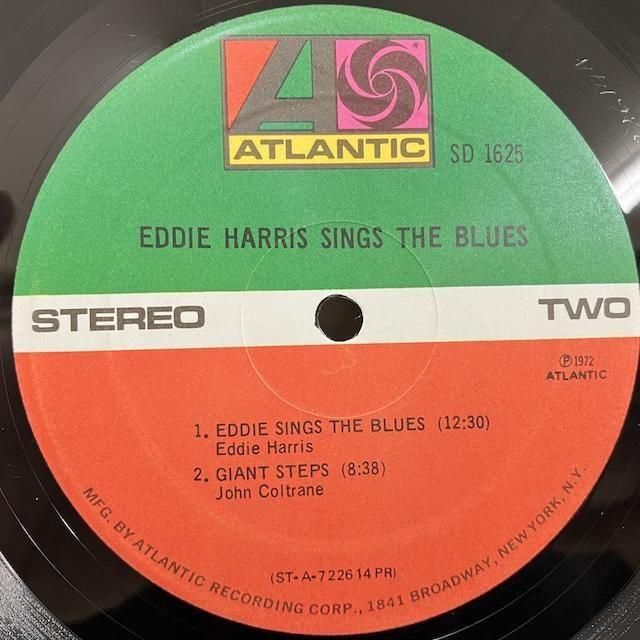 ATLANTIC
SD 1625
EDDIE HARRIS SINGS THE BLUES
STEREO
TWO
℗ 1972
ATLANTIC
1. EDDIE SINGS THE BLUES (12:30)
Eddie Harris
2. GIANT STEPS (8:38)
John Coltrane
(ST-A-722614 PR)
MFG. BY ATLANTIC RECORDING CORP., 1841 BROADWAY, NEW YORK, N.Y.